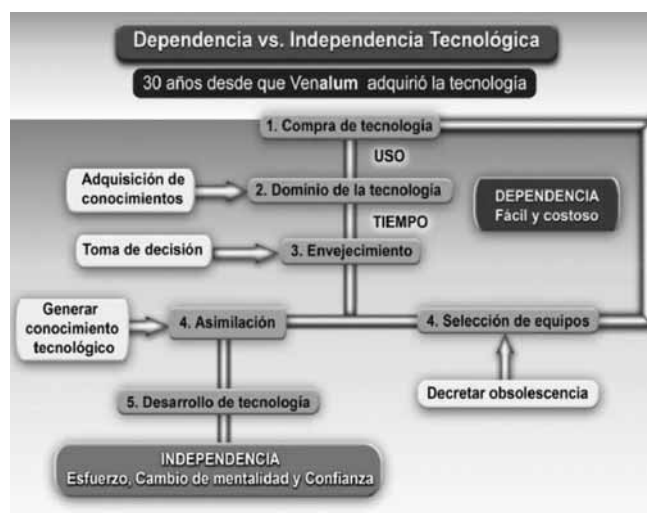 Dependencia vs. Independencia Tecnológica
30 años desde que Venalum adquirió la tecnología
1. Compra de tecnología
USO
Adquisición de
conocimientos
2. Dominio de la tecnología
DEPENDENCIA
Fácil y costoso
TIEMPO
Toma de decisión
3. Envejecimiento
Generar
conocimiento
tecnológico
4. Asimilación
4. Selección de equipos
5. Desarrollo de tecnología
Decretar obsolescencia
INDEPENDENCIA
Esfuerzo, Cambio de mentalidad y Confianza